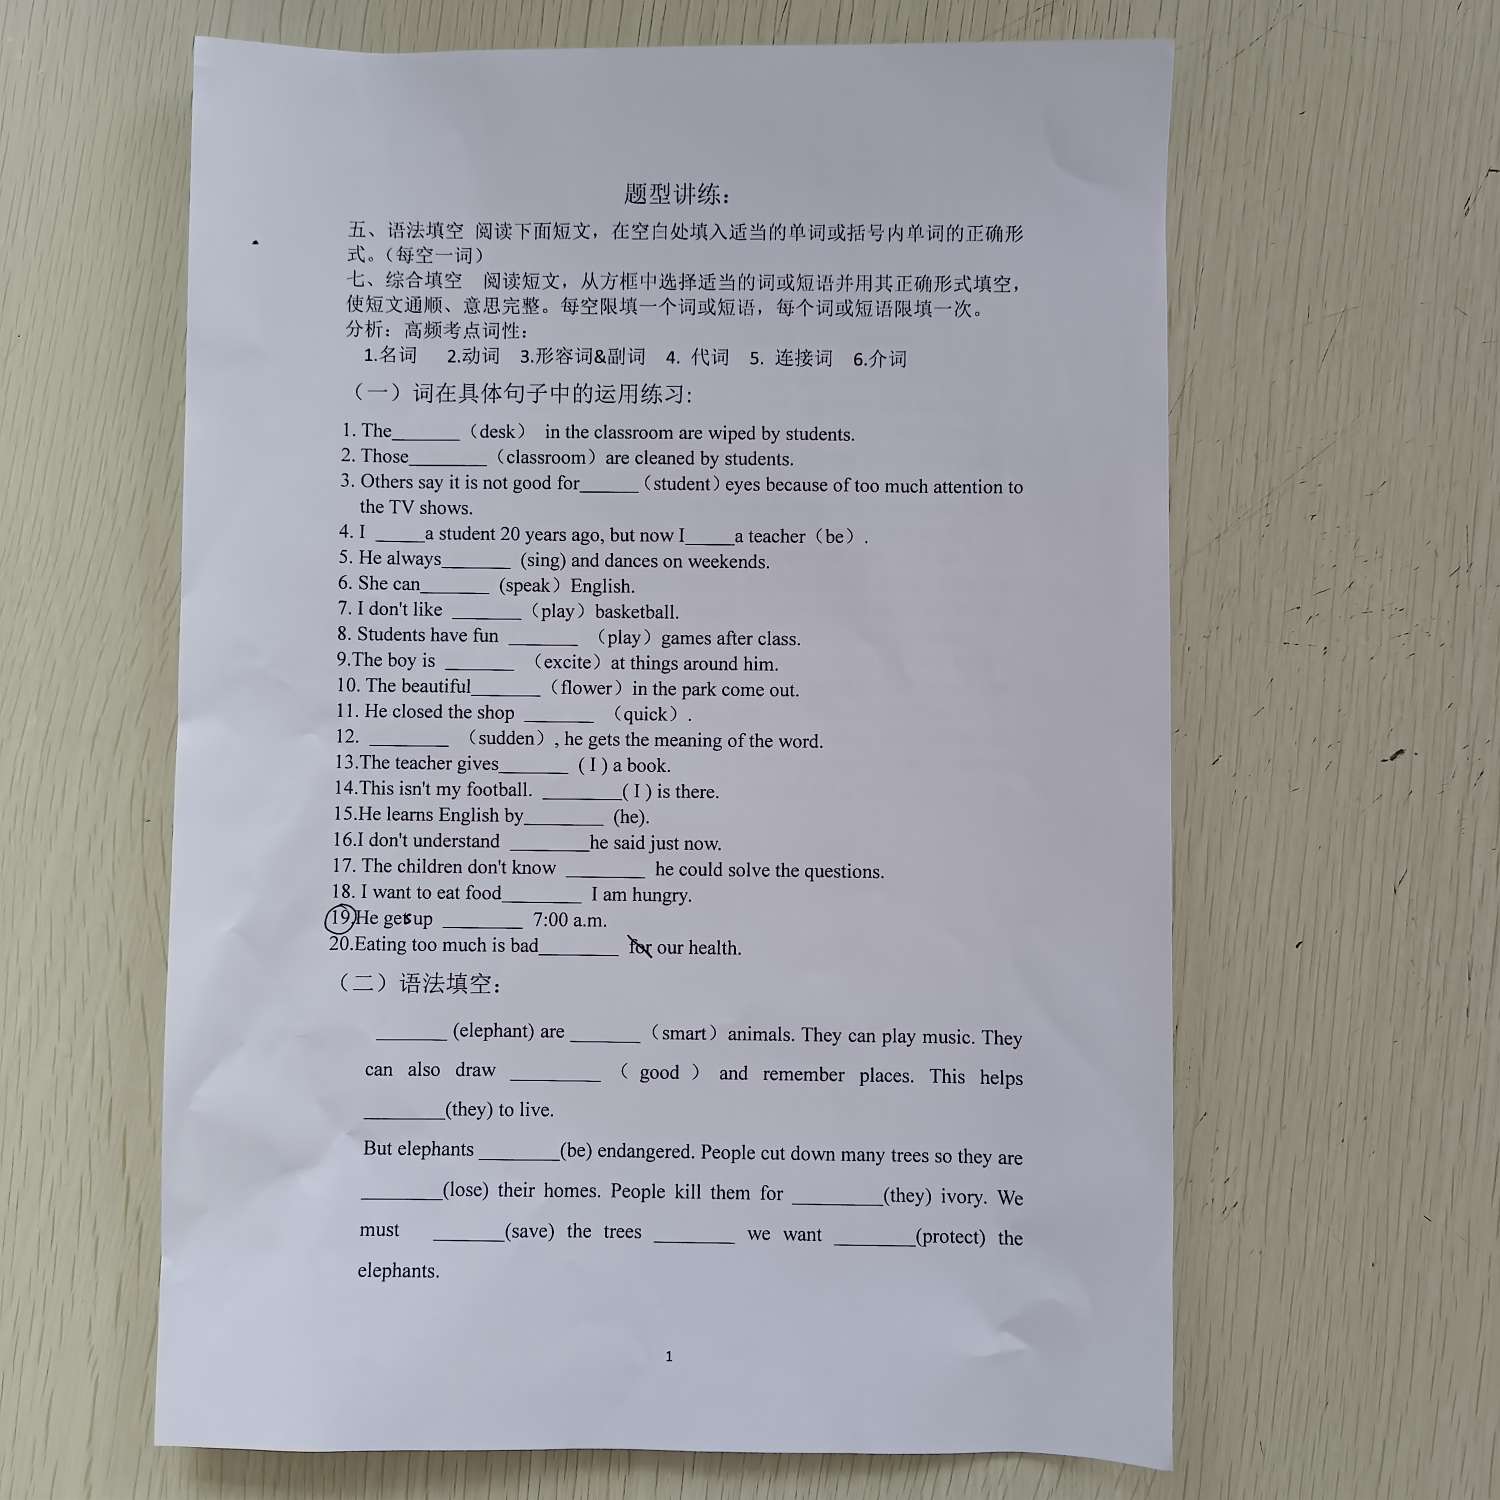 题型讲练：
五、语法填空 阅读下面短文，在空白处填入适当的单词或括号内单词的正确形
式。（每空一词）
七、综合填空 阅读短文，从方框中选择适当的词或短语并用其正确形式填空，
使短文通顺、意思完整。每空限填一个词或短语，每个词或短语限填一次。
分析：高频考点词性：
1.名词 2.动词 3.形容词&副词 4. 代词 5. 连接词 6.介词
（一）词在具体句子中的运用练习:
1. The_______（desk） in the classroom are wiped by students.
2. Those________（classroom）are cleaned by students.
3. Others say it is not good for______（student）eyes because of too much attention to
the TV shows.
4. I _____a student 20 years ago, but now I_____a teacher（be）.
5. He always_______ (sing) and dances on weekends.
6. She can_______ (speak）English.
7. I don't like _______（play）basketball.
8. Students have fun _______ （play）games after class.
9.The boy is _______ （excite）at things around him.
10. The beautiful_______（flower）in the park come out.
11. He closed the shop _______ （quick）.
12. ________ （sudden）, he gets the meaning of the word.
13.The teacher gives_______ ( I ) a book.
14.This isn't my football. ________( I ) is there.
15.He learns English by________ (he).
16.I don't understand ________he said just now.
17. The children don't know ________ he could solve the questions.
18. I want to eat food________ I am hungry.
19.He gets up ________ 7:00 a.m.
20.Eating too much is bad________ for our health.
（二）语法填空：
_______ (elephant) are _______（smart）animals. They can play music. They
can also draw _________ （ good ） and remember places. This helps
________(they) to live.
But elephants ________(be) endangered. People cut down many trees so they are
________(lose) their homes. People kill them for _________(they) ivory. We
must _______(save) the trees ________ we want ________(protect) the
elephants.
1